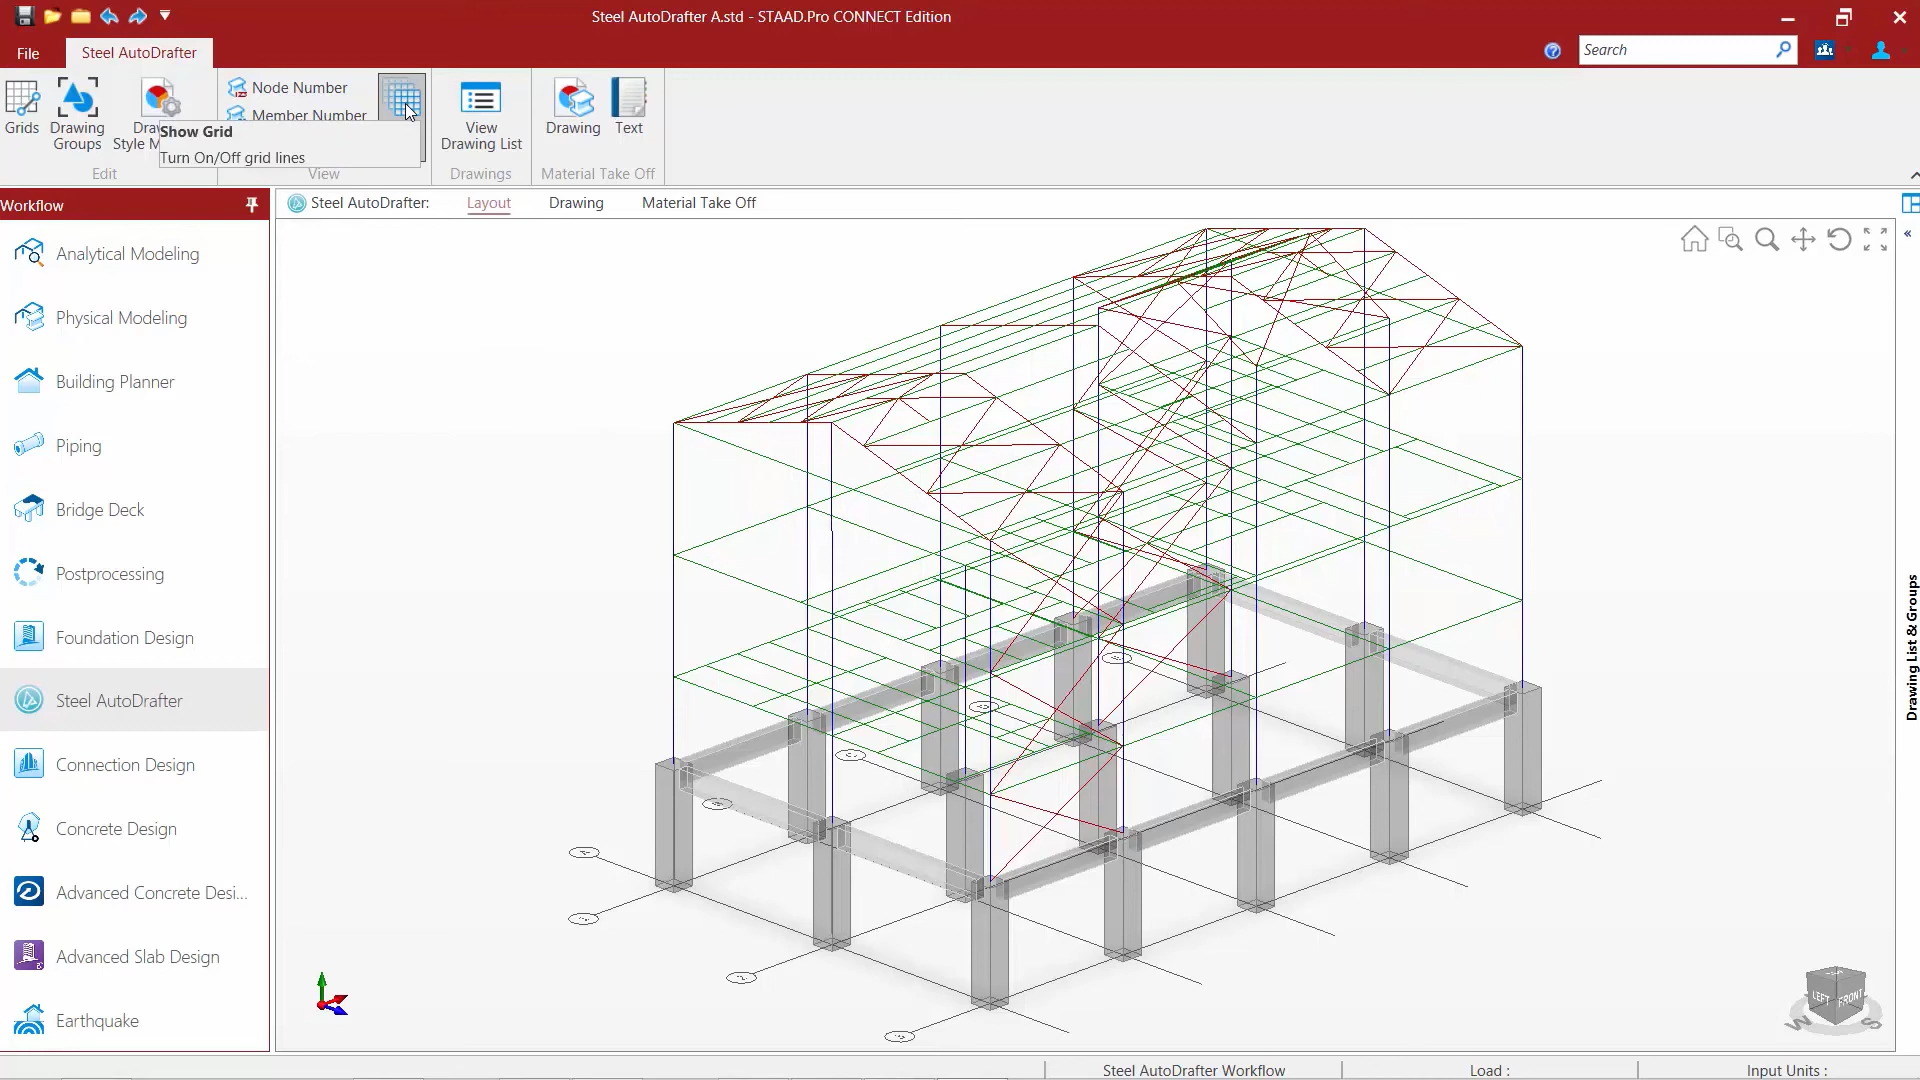 Steel AutoDrafter A.std - STAAD.Pro CONNECT Edition
File
Steel AutoDrafter
Search
Grids
Drawing
Groups
Style M
Node Number
Member Number
Show Grid
Turn On/Off grid lines
View
Drawing List
Drawing
Text
Edit
View
Drawings
Material Take Off
Workflow
Steel AutoDrafter:
Layout
Drawing
Material Take Off
Analytical Modeling
Physical Modeling
Building Planner
Piping
Bridge Deck
Postprocessing
Foundation Design
Steel AutoDrafter
Connection Design
Concrete Design
Advanced Concrete Desi...
Advanced Slab Design
Earthquake
Drawing List & Groups
LEFT
FRONT
W
S
Steel AutoDrafter Workflow
Load :
Input Units :